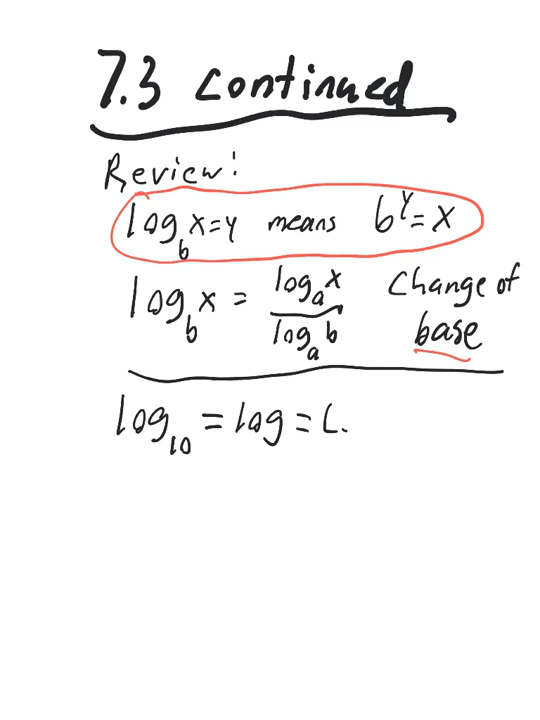 7.3 continued
Review:
log_b x = y means b^y = x
log_b x = log_a x / log_a b Change of base
log_10 = log = L.